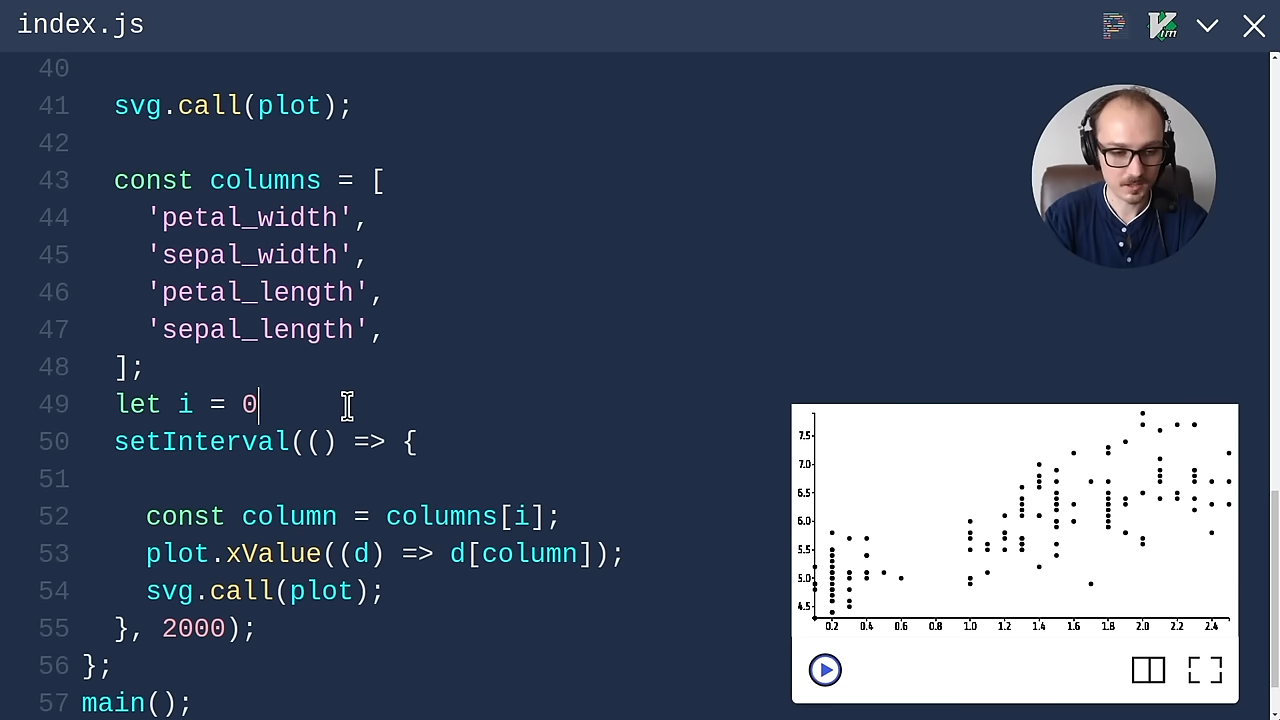 index.js
Vim
40
41 svg.call(plot);
42
43 const columns = [
44 'petal_width',
45 'sepal_width',
46 'petal_length',
47 'sepal_length',
48 ];
49 let i = 0
50 setInterval(() => {
51
52 const column = columns[i];
53 plot.xValue((d) => d[column]);
54 svg.call(plot);
55 }, 2000);
56 };
57 main();
7.5
7.0
6.5
6.0
5.5
5.0
4.5
0.2 0.4 0.6 0.8 1.0 1.2 1.4 1.6 1.8 2.0 2.2 2.4